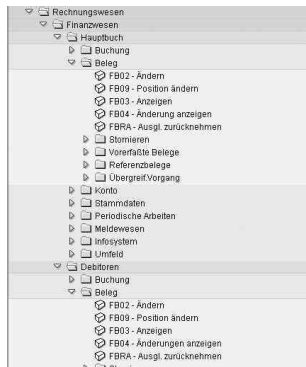 Rechnungswesen
Finanzwesen
Hauptbuch
Buchung
Beleg
FB02 - Ändern
FB09 - Position ändern
FB03 - Anzeigen
FB04 - Änderung anzeigen
FBRA - Ausgl. zurücknehmen
Stornieren
Vorerfaßte Belege
Referenzbelege
Übergreif.Vorgang
Konto
Stammdaten
Periodische Arbeiten
Meldewesen
Infosystem
Umfeld
Debitoren
Buchung
Beleg
FB02 - Ändern
FB09 - Position ändern
FB03 - Anzeigen
FB04 - Änderungen anzeigen
FBRA - Ausgl. zurücknehmen